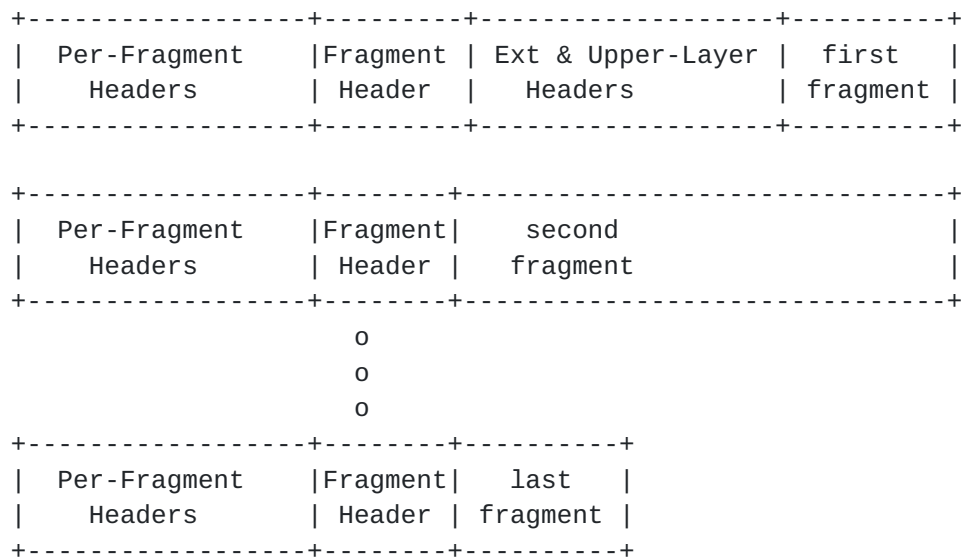 +------------------+---------+-------------------+----------+
|  Per-Fragment    |Fragment | Ext & Upper-Layer |  first   |
|    Headers       | Header  |   Headers         | fragment |
+------------------+---------+-------------------+----------+

+------------------+--------+-------------------------------+
|  Per-Fragment    |Fragment|    second                     |
|    Headers       | Header |   fragment                    |
+------------------+--------+-------------------------------+
                      o
                      o
                      o
+------------------+--------+----------+
|  Per-Fragment    |Fragment|   last   |
|    Headers       | Header | fragment |
+------------------+--------+----------+